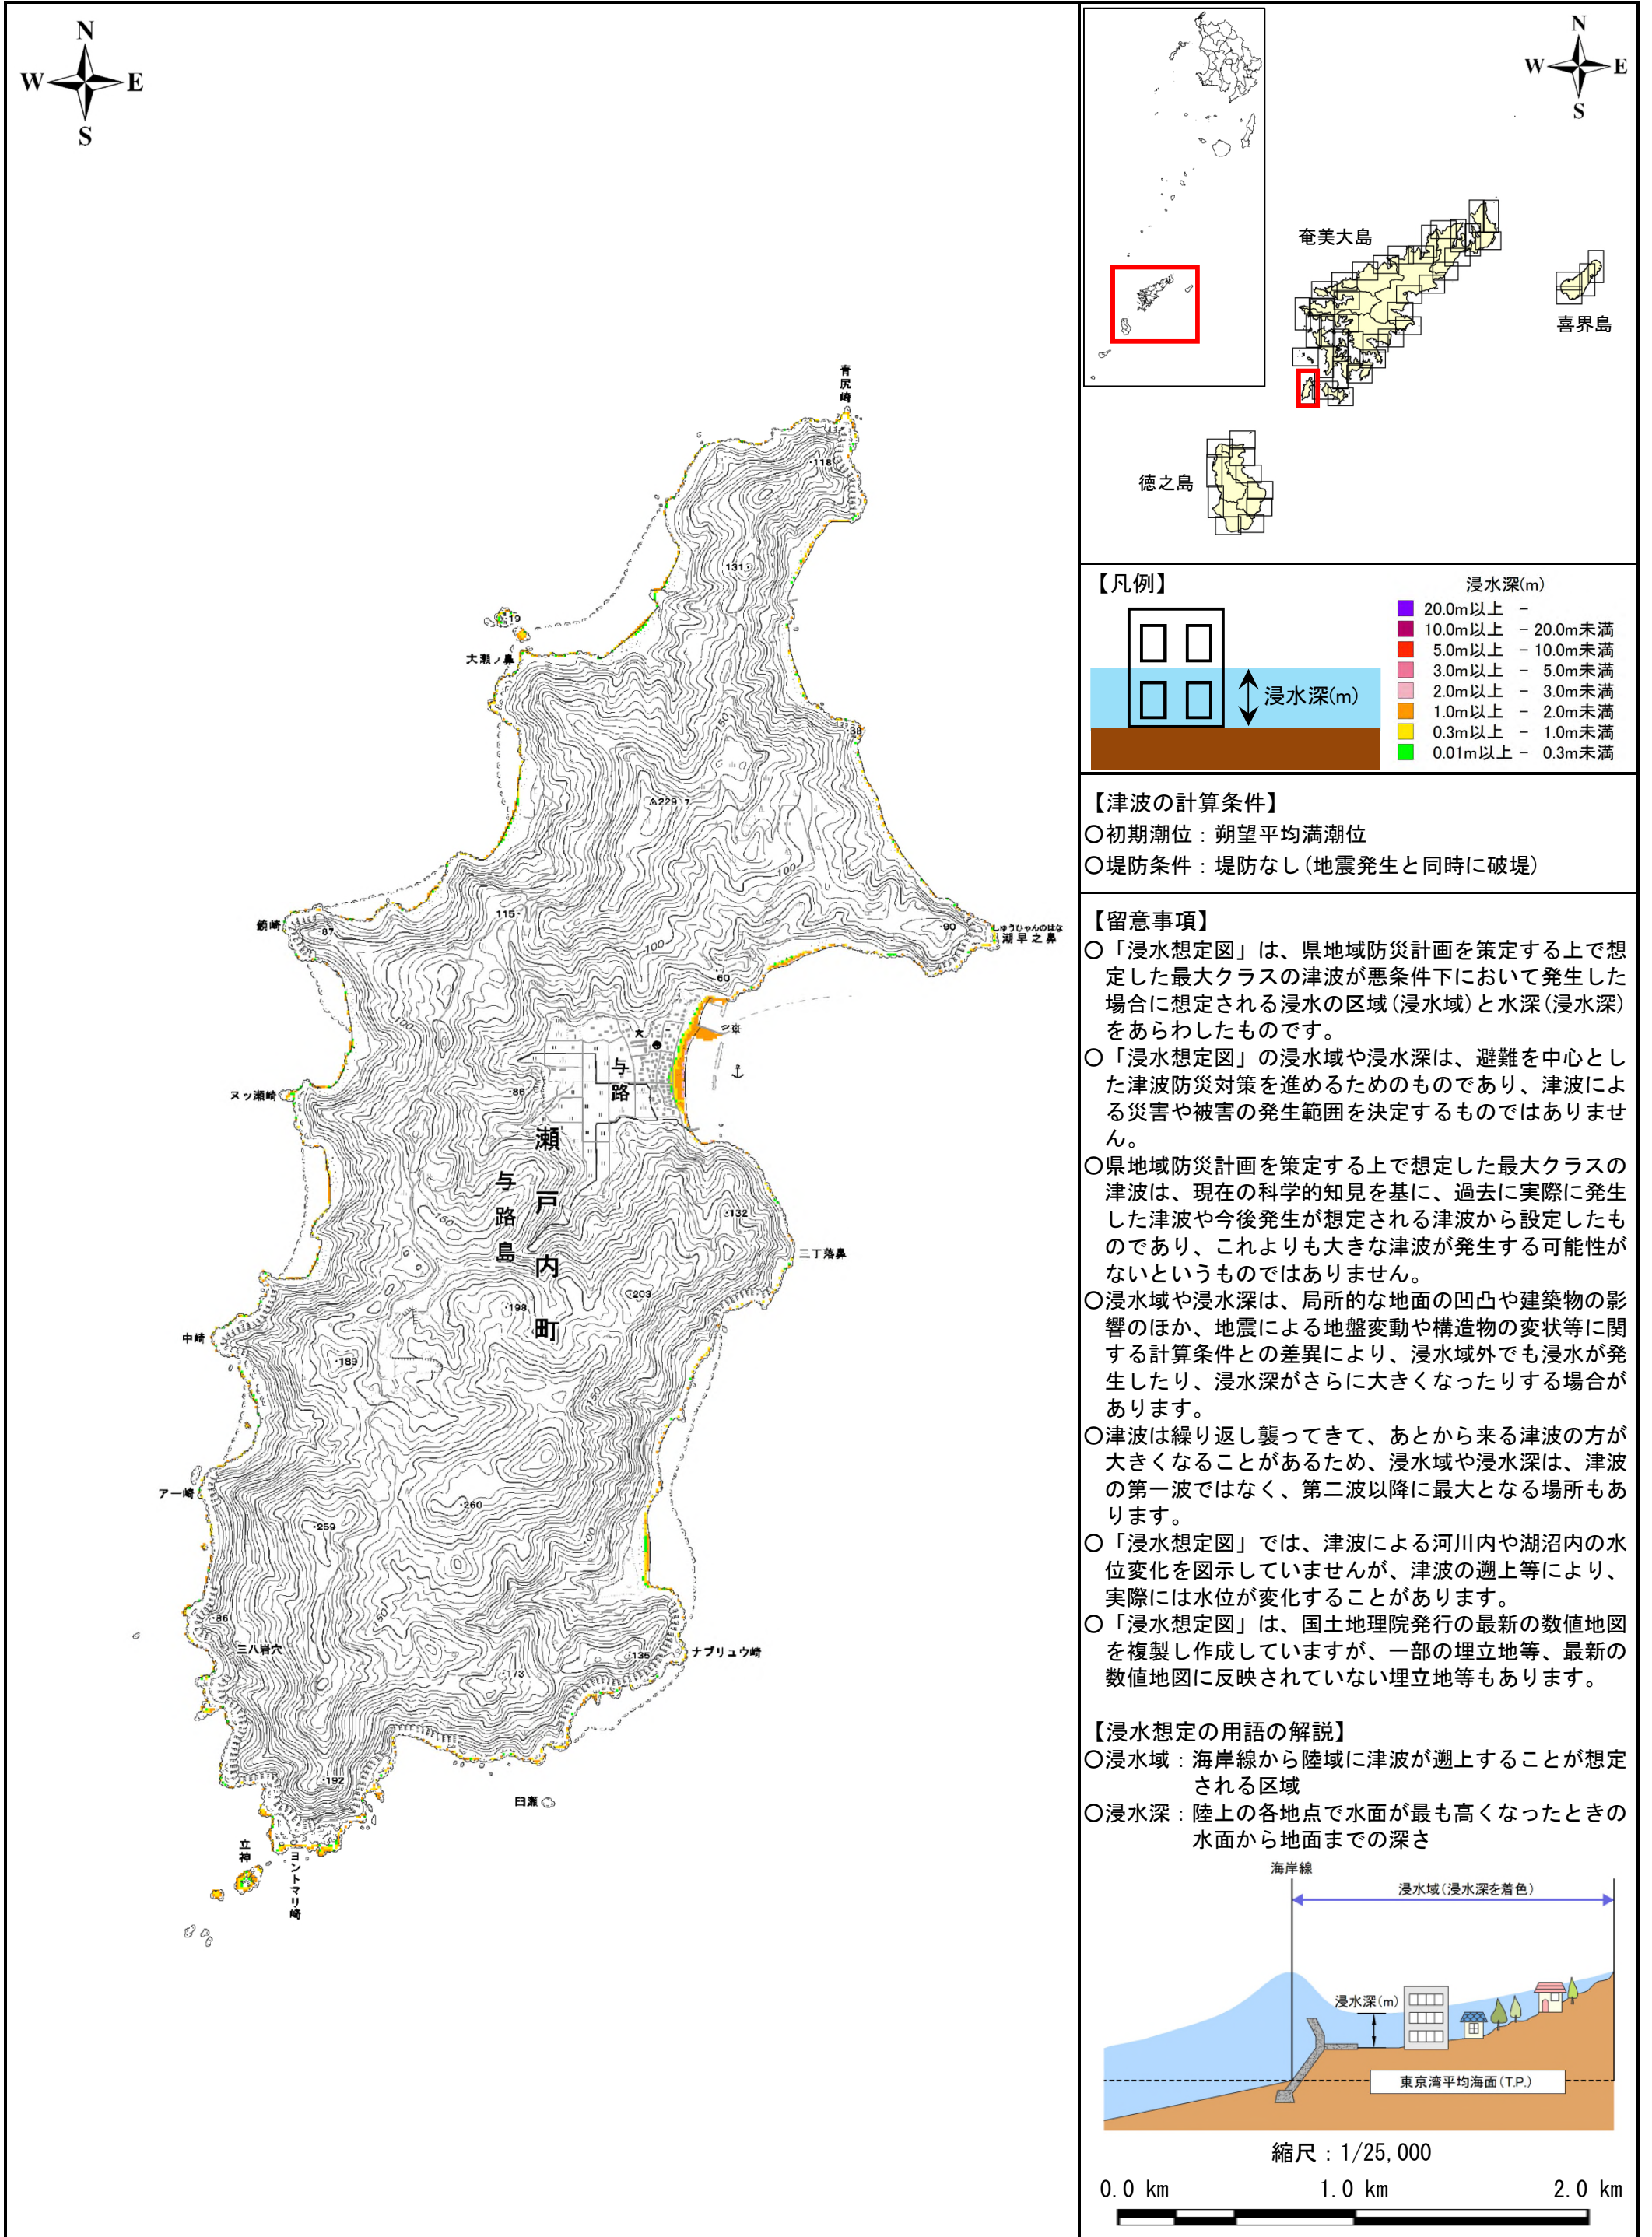 N
W E
S
青尻崎
・118
131・
・19
大瀬ノ鼻
・38
150
△229.7
100
115・
鏡崎
・87
100
・90
しゅうひゃんのはな
潮早之鼻
・60
100
与路
・86
ヌッ瀬崎
瀬戸内町
与路島
160
・132
三丁落鼻
・203
・198
中崎
・189
50
アー崎
・260
・259
100
・86
三八岩穴
150
・135
ナブリュウ崎
・173
・192
臼瀬
立神
ヨントマリ崎
N
W E
S
奄美大島
喜界島
徳之島
【凡例】
浸水深(m)
20.0m以上 −
10.0m以上 − 20.0m未満
5.0m以上 − 10.0m未満
3.0m以上 − 5.0m未満
2.0m以上 − 3.0m未満
1.0m以上 − 2.0m未満
0.3m以上 − 1.0m未満
0.01m以上 − 0.3m未満
浸水深(m)
【津波の計算条件】
○初期潮位：朔望平均満潮位
○堤防条件：堤防なし(地震発生と同時に破堤)
【留意事項】
○「浸水想定図」は、県地域防災計画を策定する上で想
定した最大クラスの津波が悪条件下において発生した
場合に想定される浸水の区域(浸水域)と水深(浸水深)
をあらわしたものです。
○「浸水想定図」の浸水域や浸水深は、避難を中心とし
た津波防災対策を進めるためのものであり、津波によ
る災害や被害の発生範囲を決定するものではありませ
ん。
○県地域防災計画を策定する上で想定した最大クラスの
津波は、現在の科学的知見を基に、過去に実際に発生
した津波や今後発生が想定される津波から設定したも
のであり、これよりも大きな津波が発生する可能性が
ないというものではありません。
○浸水域や浸水深は、局所的な地面の凹凸や建築物の影
響のほか、地震による地盤変動や構造物の変状等に関
する計算条件との差異により、浸水域外でも浸水が発
生したり、浸水深がさらに大きくなったりする場合が
あります。
○津波は繰り返し襲ってきて、あとから来る津波の方が
大きくなることがあるため、浸水域や浸水深は、津波
の第一波ではなく、第二波以降に最大となる場所もあ
ります。
○「浸水想定図」では、津波による河川内や湖沼内の水
位変化を図示していませんが、津波の遡上等により、
実際には水位が変化することがあります。
○「浸水想定図」は、国土地理院発行の最新の数値地図
を複製し作成していますが、一部の埋立地等、最新の
数値地図に反映されていない埋立地等もあります。
【浸水想定の用語の解説】
○浸水域：海岸線から陸域に津波が遡上することが想定
される区域
○浸水深：陸上の各地点で水面が最も高くなったときの
水面から地面までの深さ
海岸線
浸水域(浸水深を着色)
浸水深(m)
東京湾平均海面(T.P.)
縮尺：1/25,000
0.0 km 1.0 km 2.0 km